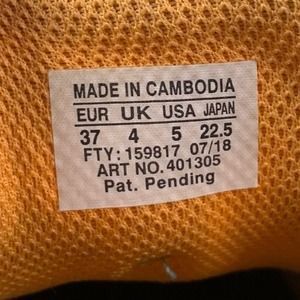 MADE IN CAMBODIA
EUR UK USA JAPAN
37 4 5 22.5
FTY: 159817 07/18
ART NO. 401305
Pat. Pending